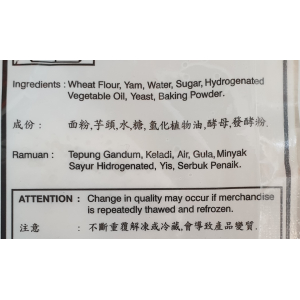 Ingredients : Wheat Flour, Yam, Water, Sugar, Hydrogenated
Vegetable Oil, Yeast, Baking Powder.
成份 : 面粉,芋頭,水,糖,氫化植物油,酵母,發酵粉.
Ramuan : Tepung Gandum, Keladi, Air, Gula, Minyak
Sayur Hidrogenated, Yis, Serbuk Penaik.
ATTENTION : Change in quality may occur if merchandise
is repeatedly thawed and refrozen.
注意 : 不斷重覆解凍或冷藏,會導致產品變質.